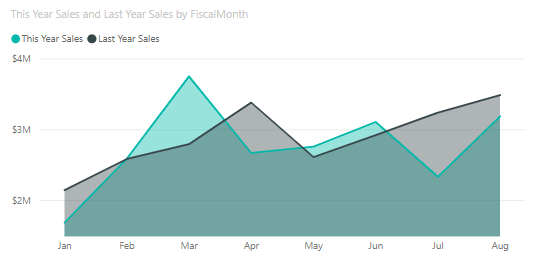 This Year Sales and Last Year Sales by FiscalMonth
This Year Sales Last Year Sales
$4M
$3M
$2M
Jan Feb Mar Apr May Jun Jul Aug